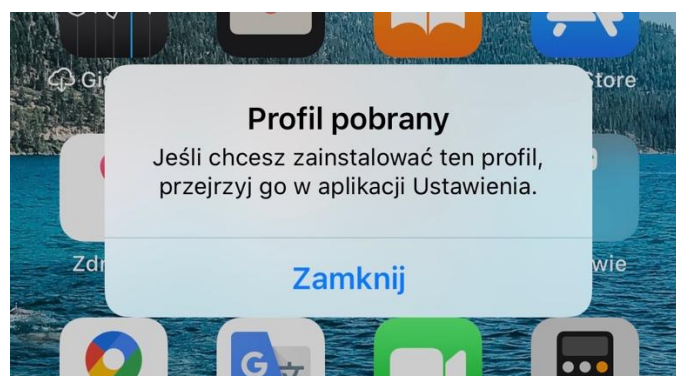 Profil pobrany
Jeśli chcesz zainstalować ten profil,
przejrzyj go w aplikacji Ustawienia.
Zamknij